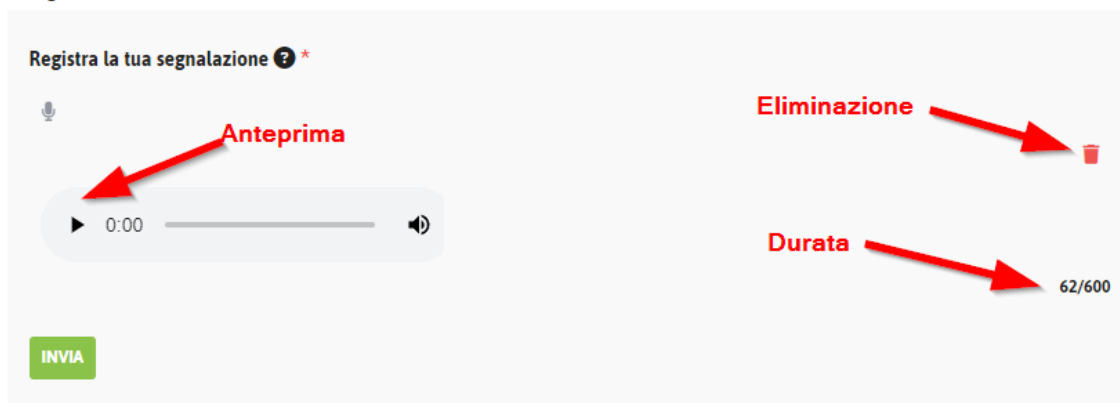 Registra la tua segnalazione ? *
Eliminazione
Anteprima
0:00
Durata
62/600
INVIA